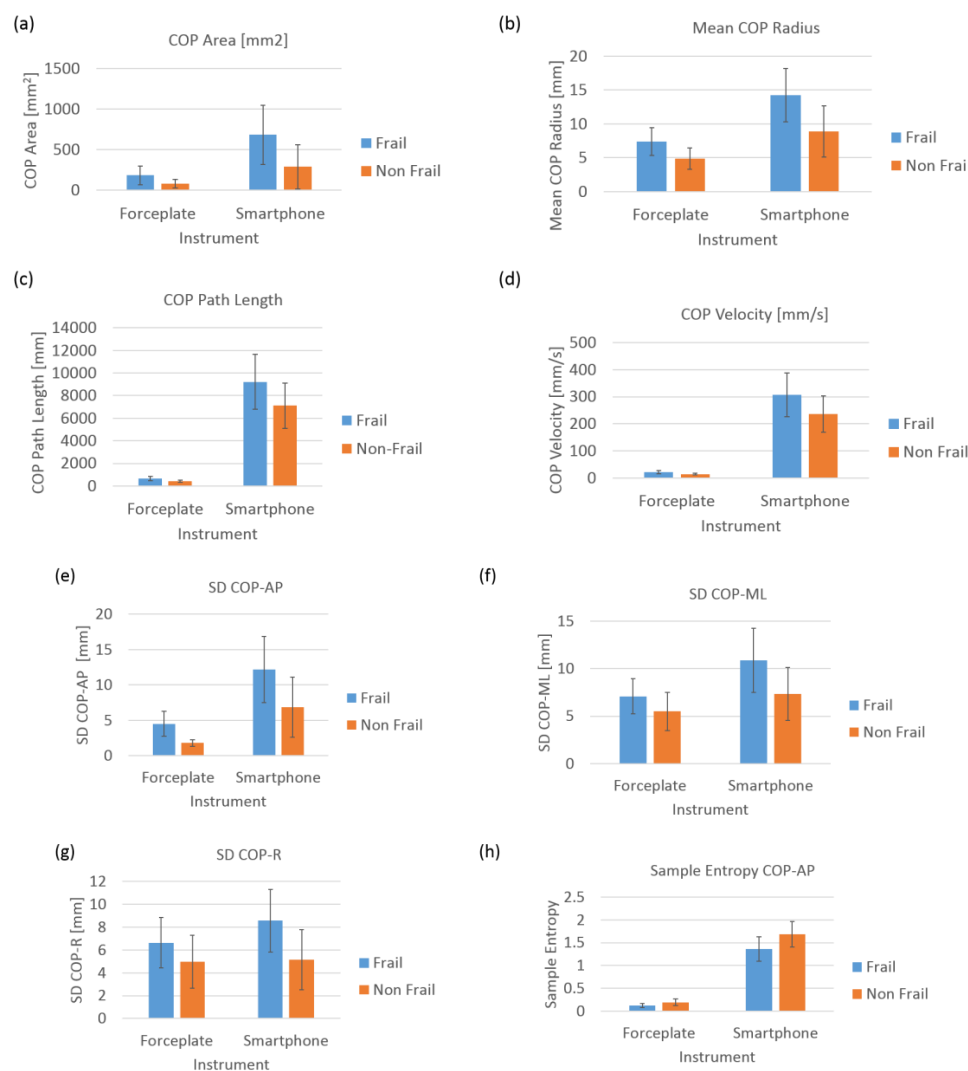 (a)
COP Area [mm2]
COP Area [mm²]
1500
1000
500
0
Forceplate Smartphone
Instrument
Frail
Non Frail
(b)
Mean COP Radius
Mean COP Radius [mm]
20
15
10
5
0
Forceplate Smartphone
Instrument
Frail
Non Frai
(c)
COP Path Length
COP Path Length [mm]
14000
12000
10000
8000
6000
4000
2000
0
Forceplate Smartphone
Instrument
Frail
Non-Frail
(d)
COP Velocity [mm/s]
COP Velocity [mm/s]
500
400
300
200
100
0
Forceplate Smartphone
Instrument
Frail
Non Frail
(e)
SD COP-AP
SD COP-AP [mm]
20
15
10
5
0
Forceplate Smartphone
Instrument
Frail
Non Frail
(f)
SD COP-ML
SD COP-ML [mm]
15
10
5
0
Forceplate Smartphone
Instrument
Frail
Non Frail
(g)
SD COP-R
SD COP-R [mm]
12
10
8
6
4
2
0
Forceplate Smartphone
Instrument
Frail
Non Frail
(h)
Sample Entropy COP-AP
Sample Entropy
2.5
2
1.5
1
0.5
0
Forceplate Smartphone
Instrument
Frail
Non Frail